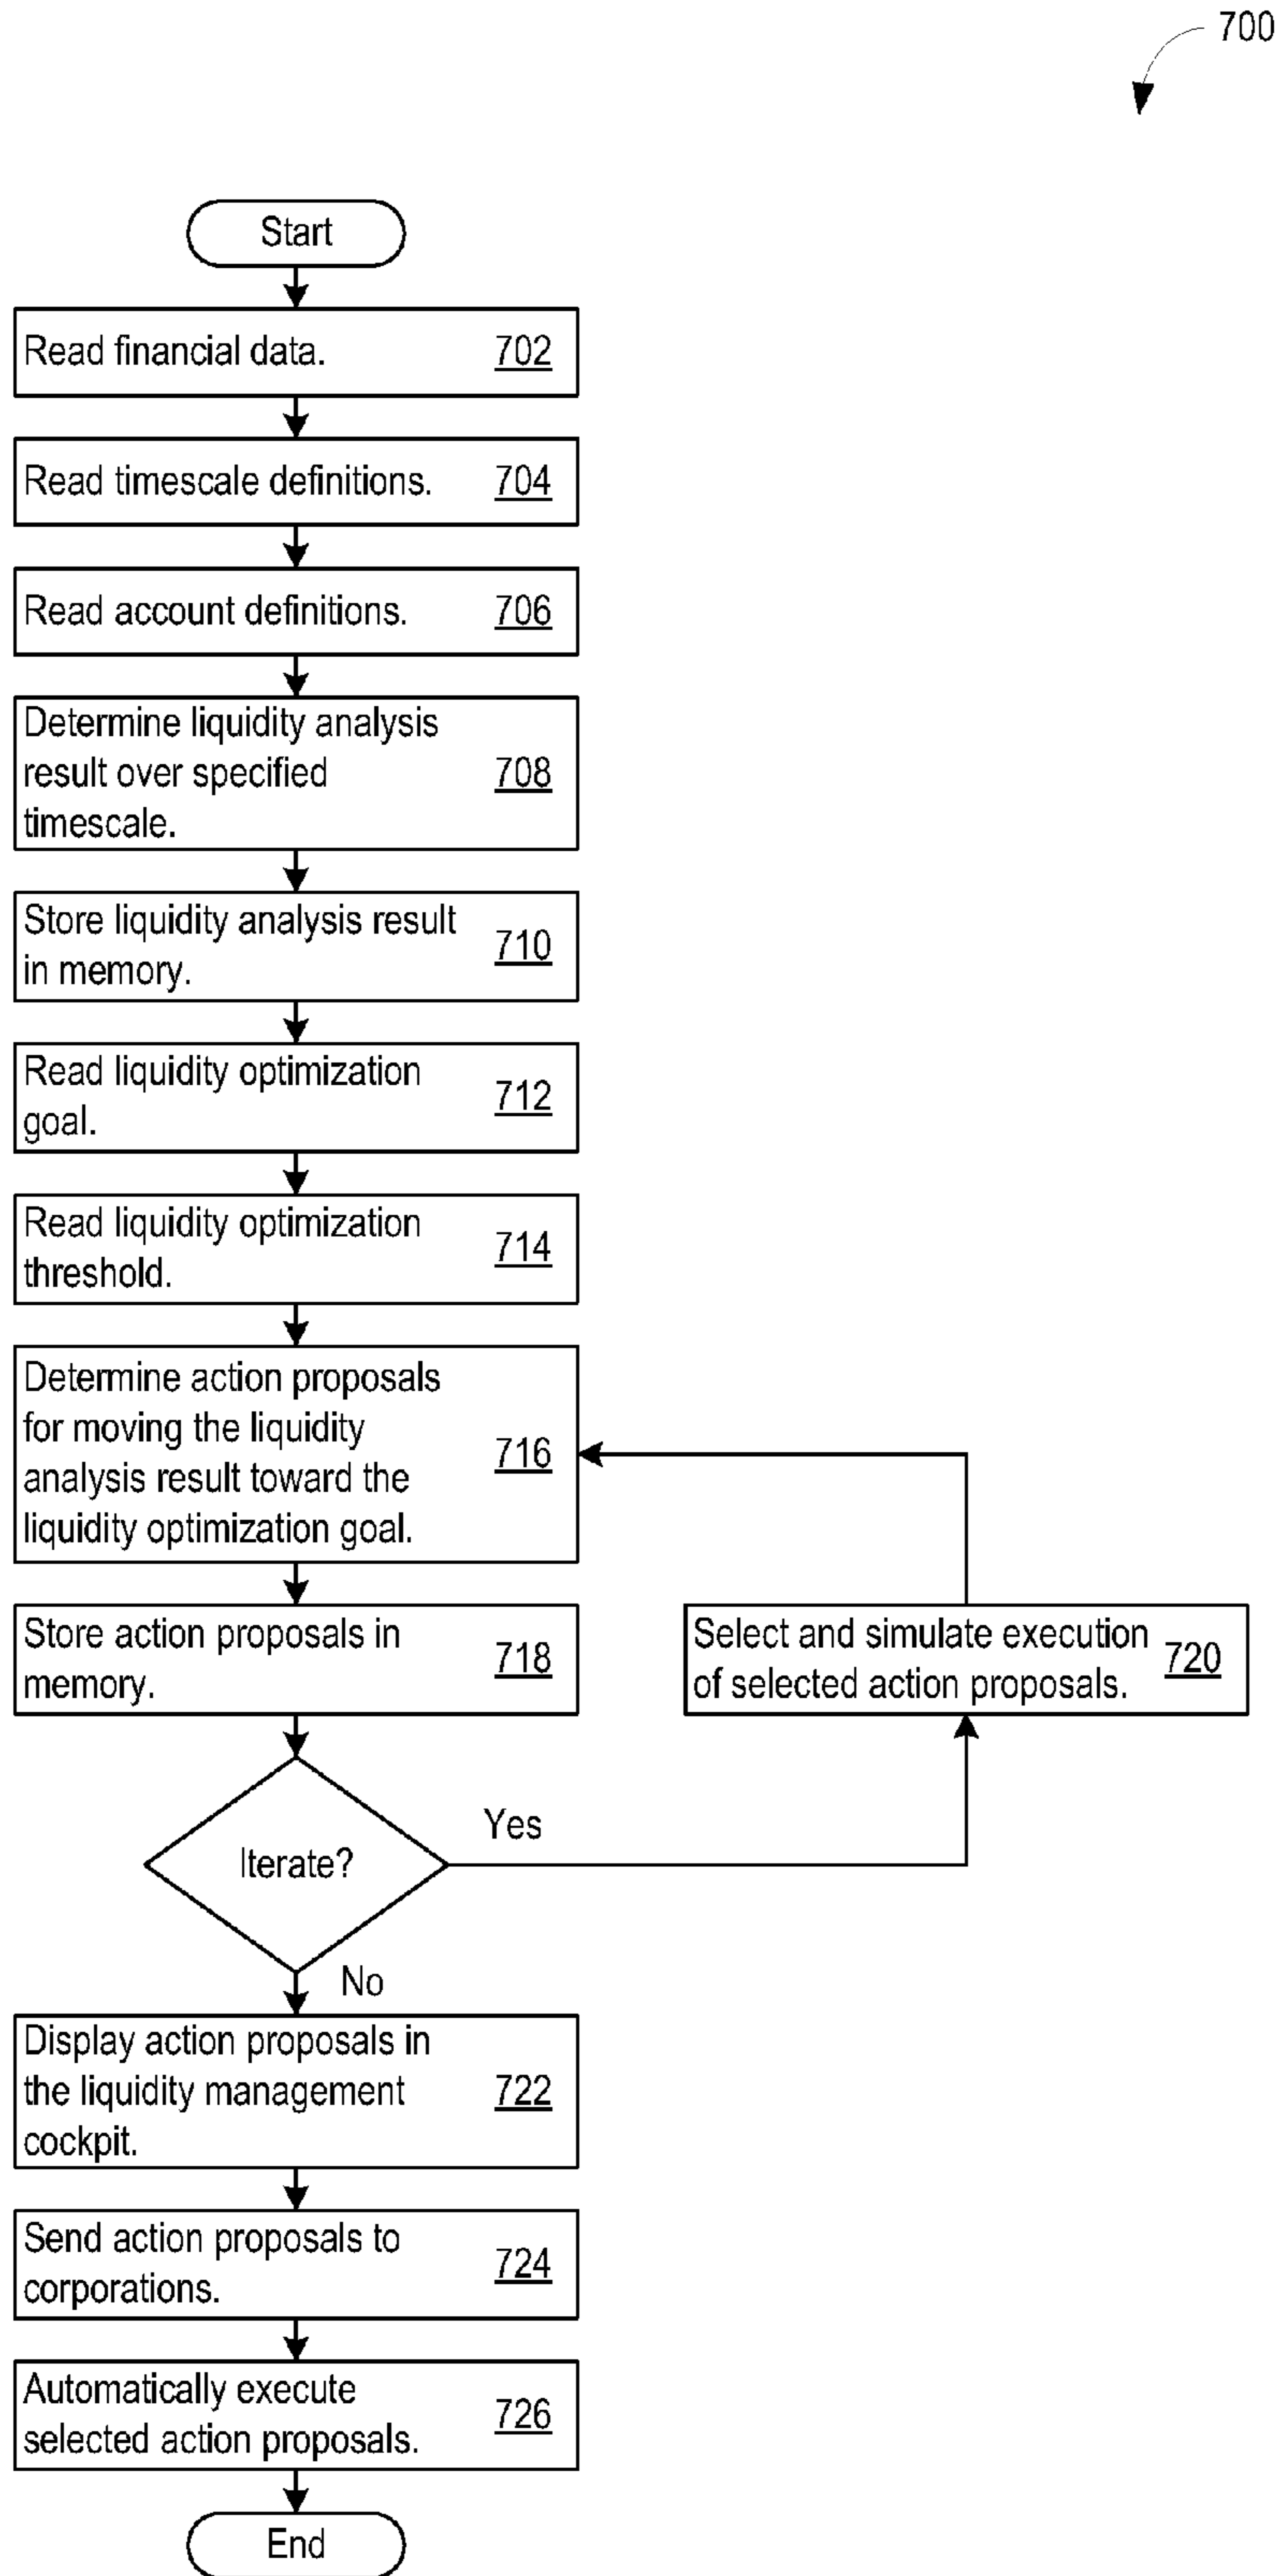 700
Start
Read financial data. 702
Read timescale definitions. 704
Read account definitions. 706
Determine liquidity analysis
result over specified 708
timescale.
Store liquidity analysis result
in memory. 710
Read liquidity optimization
goal. 712
Read liquidity optimization
threshold. 714
Determine action proposals
for moving the liquidity
analysis result toward the 716
liquidity optimization goal.
Store action proposals in
memory. 718
Select and simulate execution
of selected action proposals. 720
Iterate?
Yes
No
Display action proposals in
the liquidity management 722
cockpit.
Send action proposals to
corporations. 724
Automatically execute
selected action proposals. 726
End